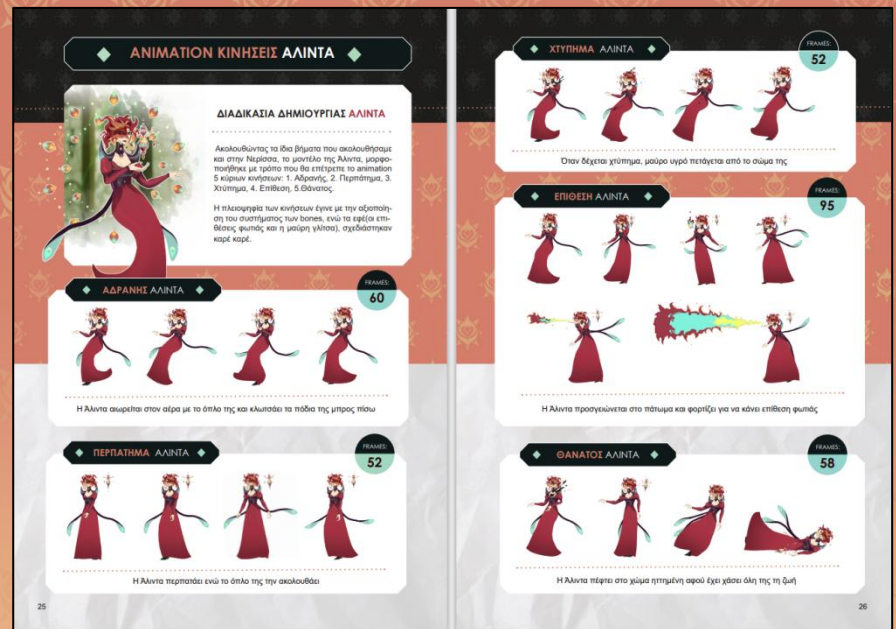 ANIMATION ΚΙΝΗΣΕΙΣ ΑΛΙΝΤΑ
ΔΙΑΔΙΚΑΣΙΑ ΔΗΜΙΟΥΡΓΙΑΣ ΑΛΙΝΤΑ
Ακολουθώντας τα ίδια βήματα που ακολουθήσαμε
και στην Νερίσσα, το μοντέλο της Άλιντα, μορφο-
ποιήθηκε με τρόπο που θα επέτρεπε το animation
5 κύριων κινήσεων: 1. Αδρανής, 2. Περπάτημα, 3.
Χτύπημα, 4. Επίθεση, 5.Θάνατος.
Η πλειοψηφία των κινήσεων έγινε με την αξιοποίη-
ση του συστήματος των bones, ενώ τα εφέ(οι επι-
θέσεις φωτιάς και η μαύρη γλίτσα), σχεδιάστηκαν
καρέ καρέ.
ΑΔΡΑΝΗΣ ΑΛΙΝΤΑ
FRAMES:
60
Η Άλιντα αιωρείται στον αέρα με το όπλο της και κλωτσάει τα πόδια της μπρος πίσω
ΠΕΡΠΑΤΗΜΑ ΑΛΙΝΤΑ
FRAMES:
52
Η Άλιντα περπατάει ενώ το όπλο της την ακολουθάει
25
ΧΤΥΠΗΜΑ ΑΛΙΝΤΑ
FRAMES:
52
Όταν δέχεται χτύπημα, μαύρο υγρό πετάγεται από το σώμα της
ΕΠΙΘΕΣΗ ΑΛΙΝΤΑ
FRAMES:
95
Η Άλιντα προσγειώνεται στο πάτωμα και φορτίζει για να κάνει επίθεση φωτιάς
ΘΑΝΑΤΟΣ ΑΛΙΝΤΑ
FRAMES:
58
Η Άλιντα πέφτει στο χώμα ηττημένη αφού έχει χάσει όλη της τη ζωή
26